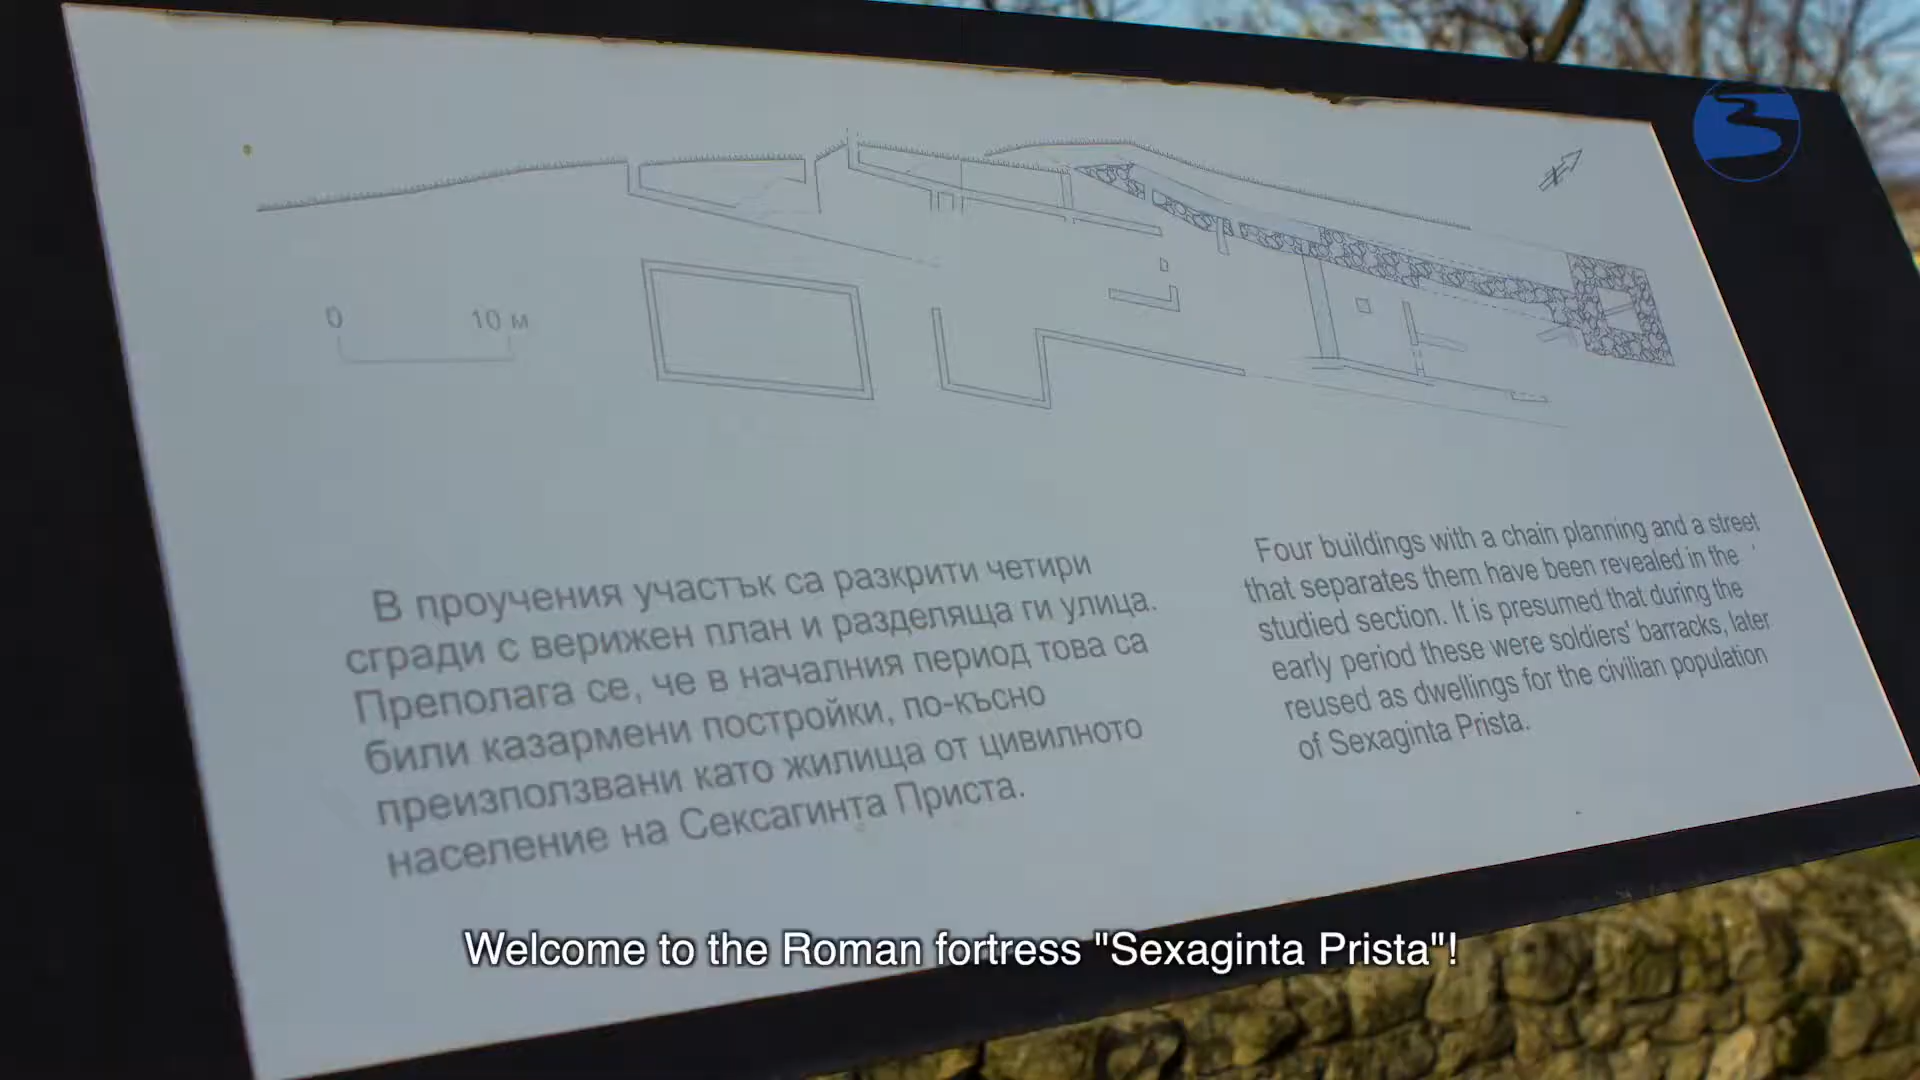 0 10 м
В проучения участък са разкрити четири
сгради с верижен план и разделяща ги улица.
Преполага се, че в началния период това са
били казармени постройки, по-късно
преизползвани като жилища от цивилното
население на Сексагинта Приста.
Four buildings with a chain planning and a street
that separates them have been revealed in the
studied section. It is presumed that during the
early period these were soldiers' barracks, later
reused as dwellings for the civilian population
of Sexaginta Prista.
Welcome to the Roman fortress "Sexaginta Prista"!